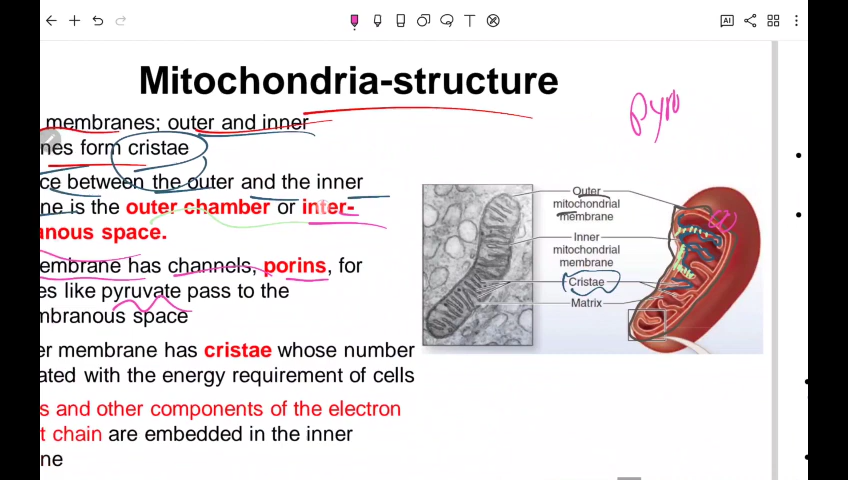 AI
Mitochondria-structure
membranes; outer and inner
nes form cristae
ce between the outer and the inner
ne is the outer chamber or inter-
anous space.
embrane has channels, porins, for
es like pyruvate pass to the
mbranous space
er membrane has cristae whose number
ated with the energy requirement of cells
s and other components of the electron
t chain are embedded in the inner
ne
pyro
Outer
mitochondrial
membrane
Inner
mitochondrial
membrane
Cristae
Matrix